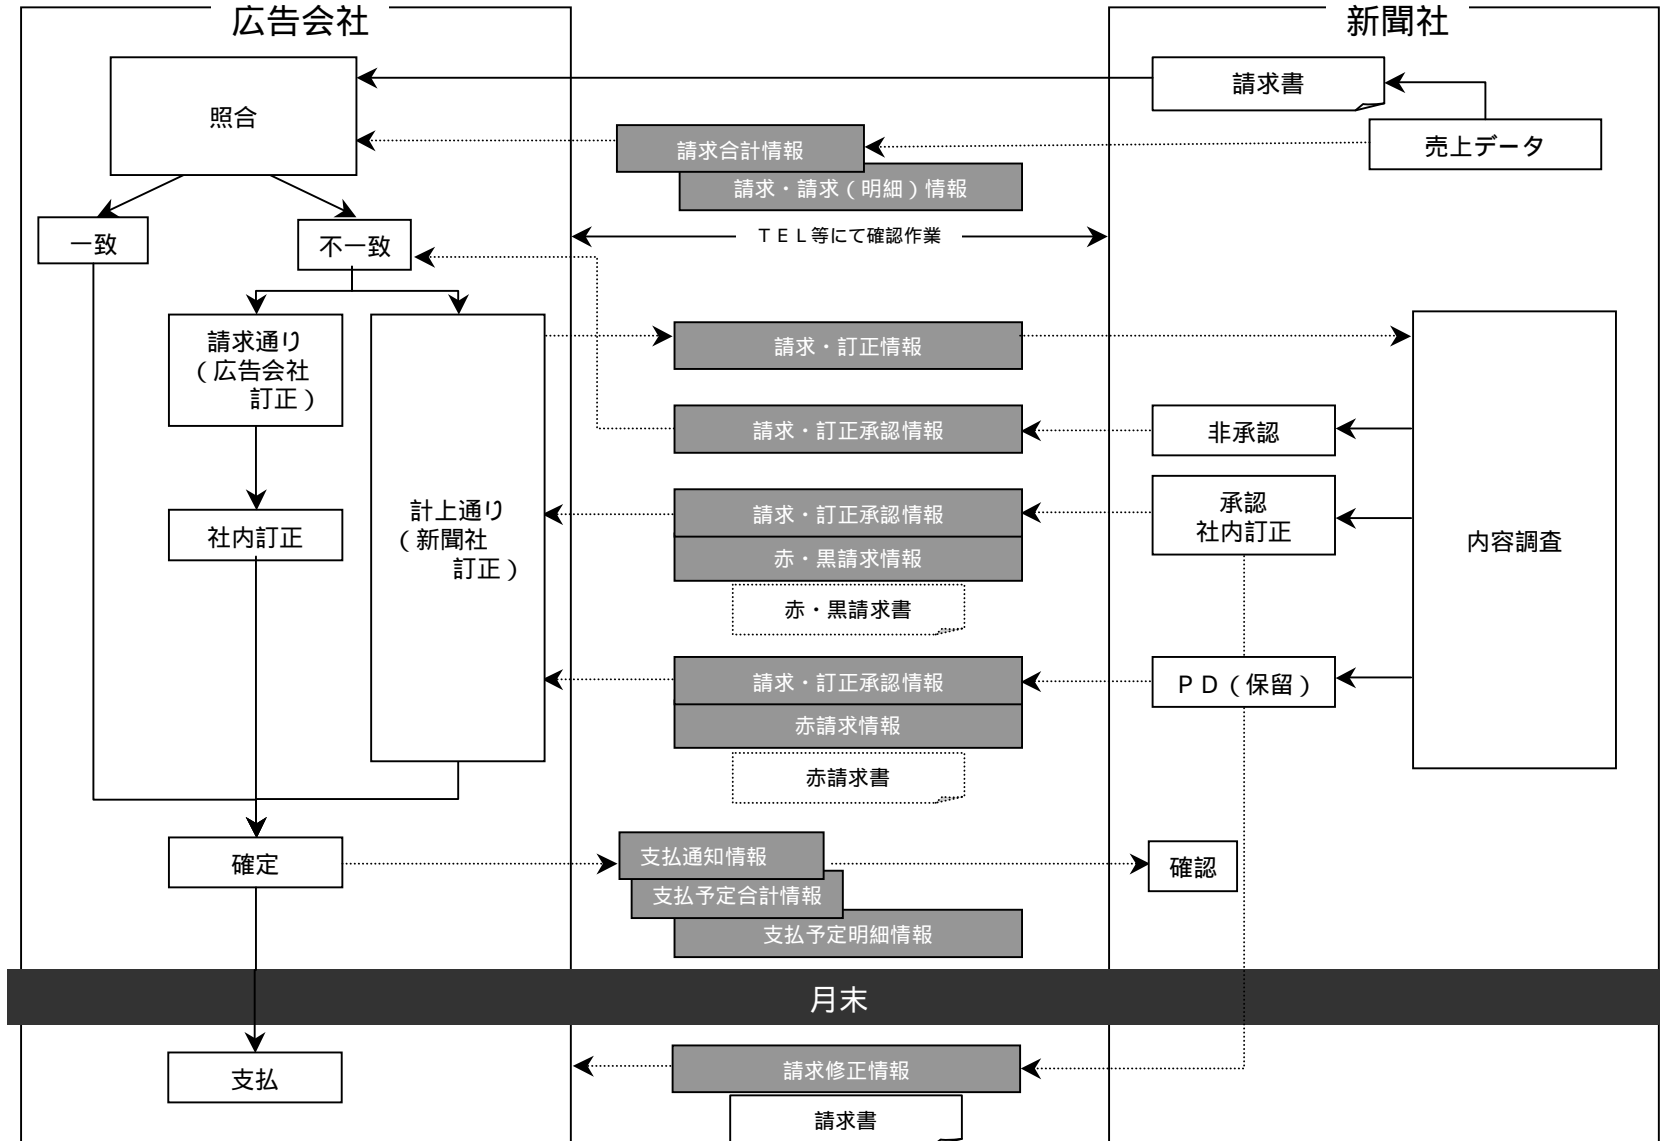 広告会社
新聞社
照合
請求書
売上データ
請求合計情報
請求・請求（明細）情報
一致
不一致
ＴＥＬ等にて確認作業
請求通り
（広告会社
訂正）
請求・訂正情報
請求・訂正承認情報
非承認
社内訂正
計上通り
（新聞社
訂正）
請求・訂正承認情報
赤・黒請求情報
赤・黒請求書
承認
社内訂正
内容調査
請求・訂正承認情報
赤請求情報
赤請求書
ＰＤ（保留）
確定
支払通知情報
支払予定合計情報
支払予定明細情報
確認
月末
支払
請求修正情報
請求書